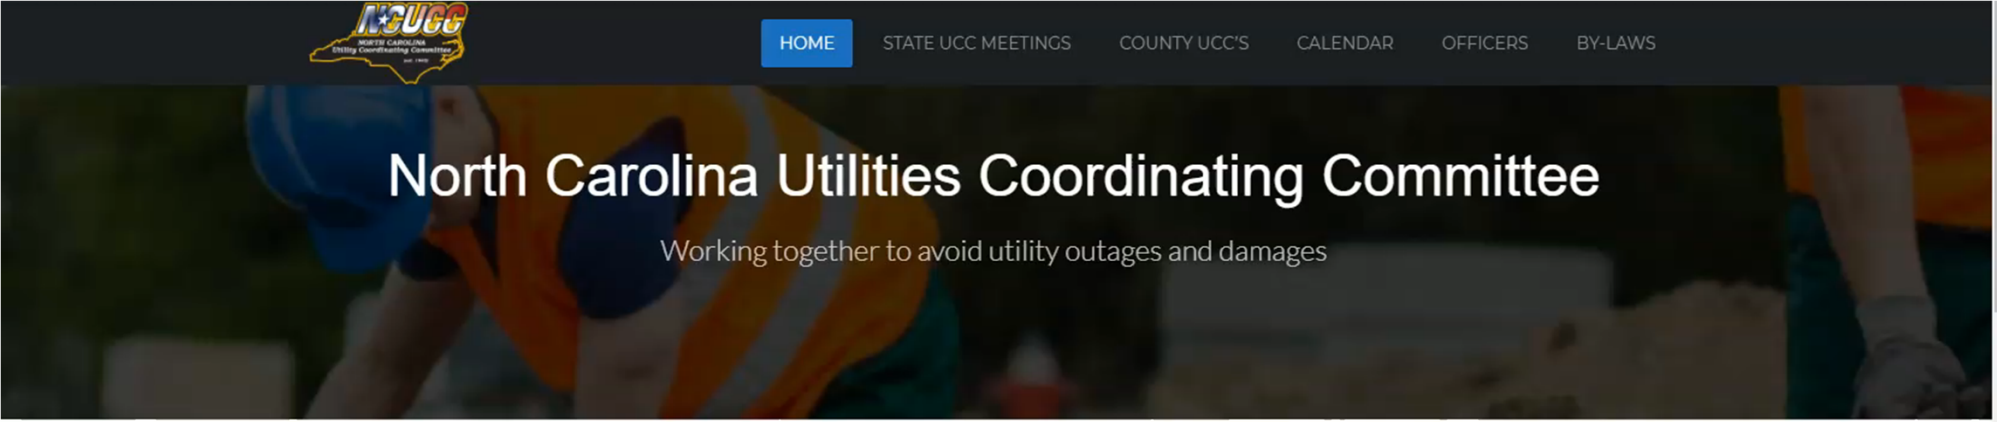 NCUCC
NORTH CAROLINA
Utility Coordinating Committee
HOME
STATE UCC MEETINGS
COUNTY UCC'S
CALENDAR
OFFICERS
BY-LAWS
North Carolina Utilities Coordinating Committee
Working together to avoid utility outages and damages